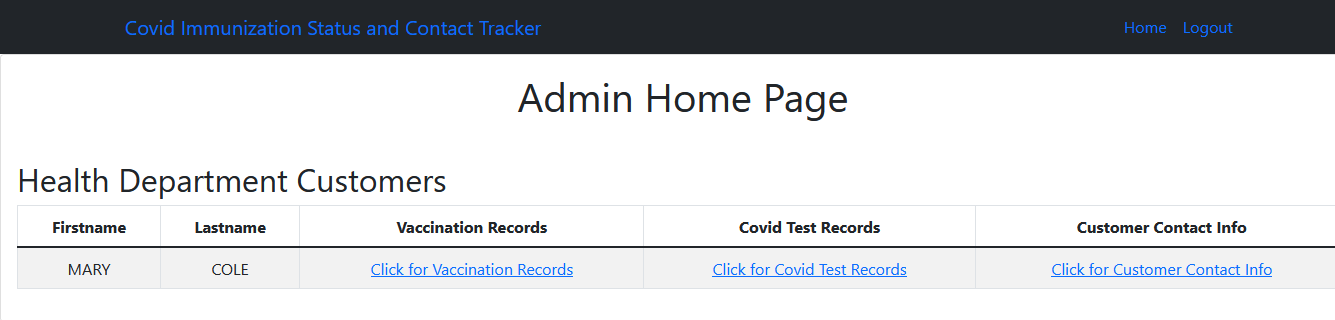 Covid Immunization Status and Contact Tracker Home Logout
Admin Home Page
Health Department Customers
Firstname Lastname Vaccination Records Covid Test Records Customer Contact Info
MARY COLE Click for Vaccination Records Click for Covid Test Records Click for Customer Contact Info